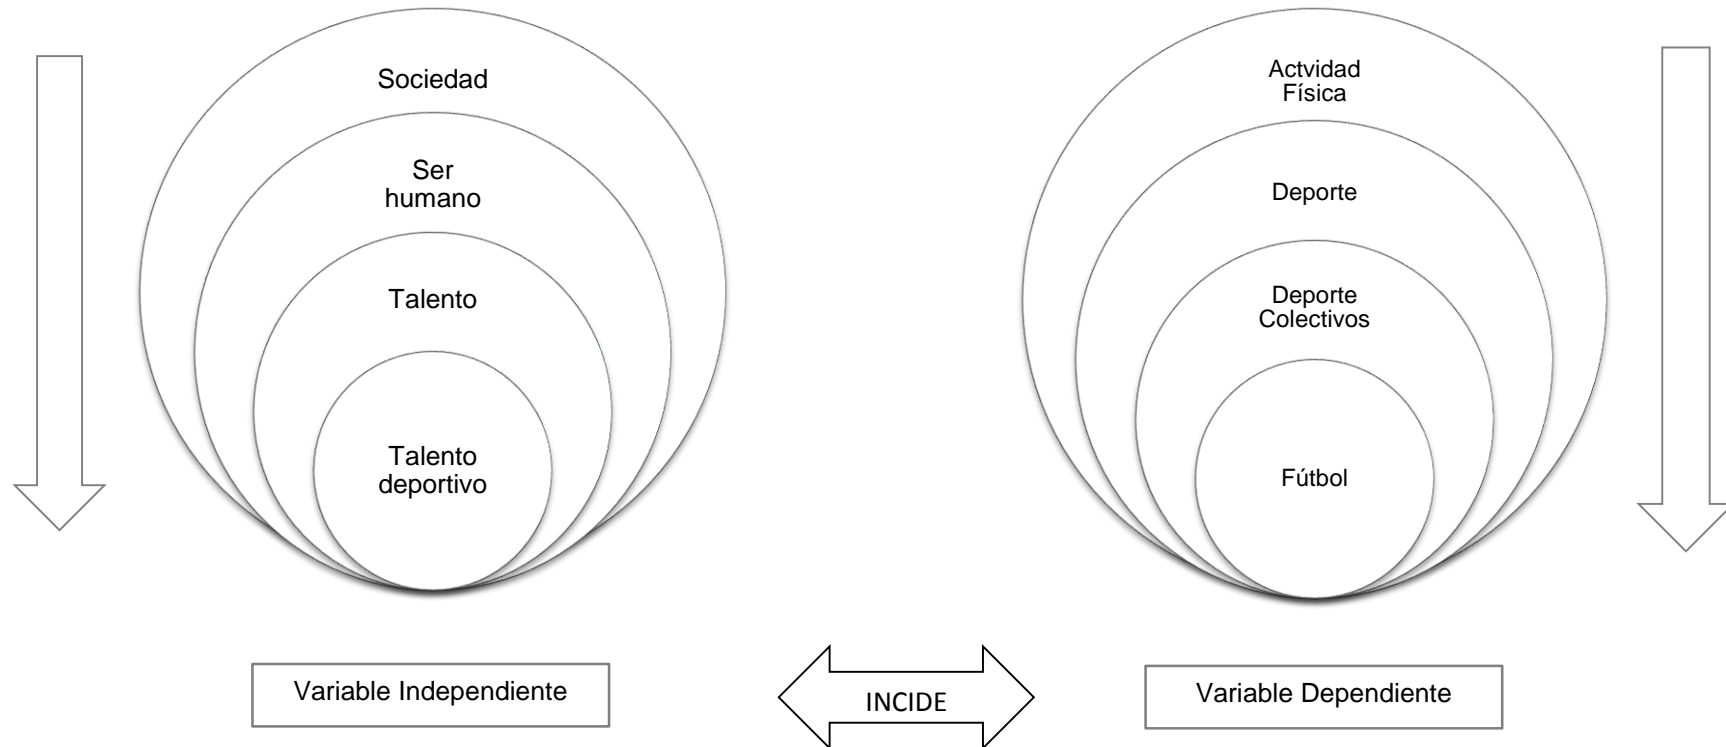 Sociedad
Ser
humano
Talento
Talento
deportivo
Variable Independiente
INCIDE
Actvidad
Física
Deporte
Deporte
Colectivos
Fútbol
Variable Dependiente